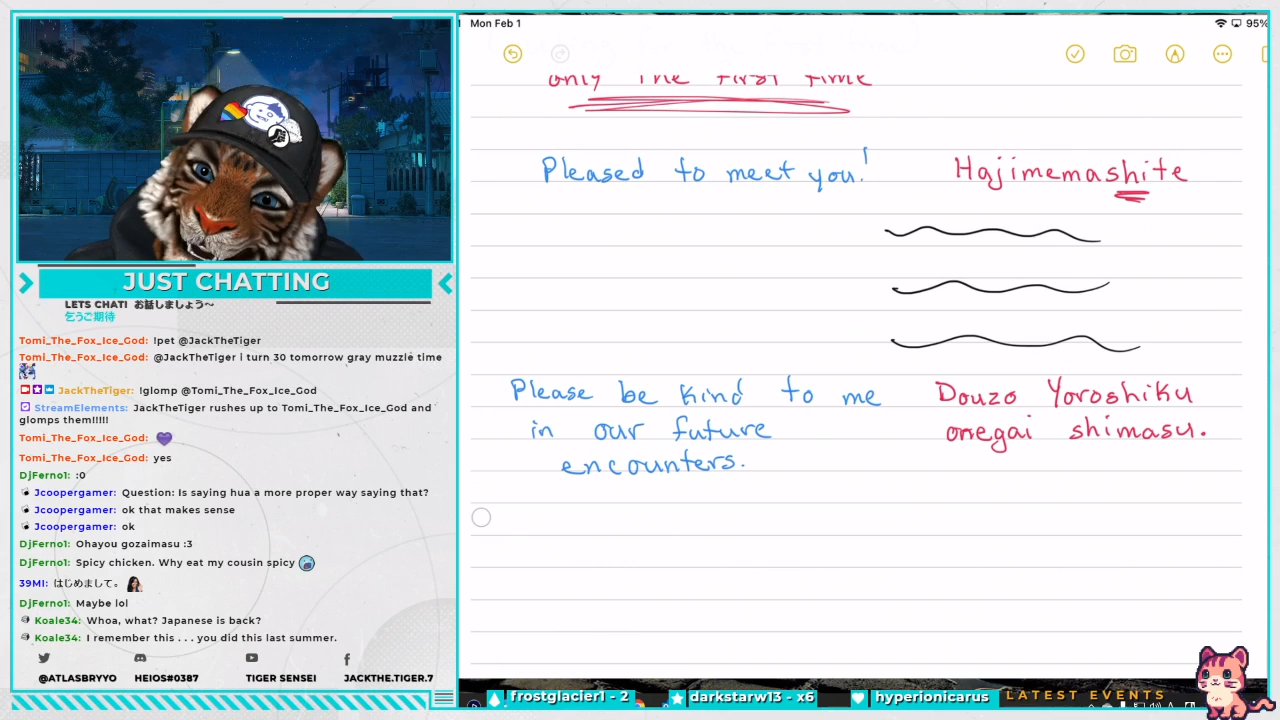 JUST CHATTING
LETS CHAT! お話しましょう〜
乞うご期待
Tomi_The_Fox_Ice_God: !pet @JackTheTiger
Tomi_The_Fox_Ice_God: @JackTheTiger i turn 30 tomorrow gray muzzle time
JackTheTiger: !glomp @Tomi_The_Fox_Ice_God
StreamElements: JackTheTiger rushes up to Tomi_The_Fox_Ice_God and
glomps them!!!!!
Tomi_The_Fox_Ice_God:
Tomi_The_Fox_Ice_God: yes
DjFerno1: :0
Jcoopergamer: Question: Is saying hua a more proper way saying that?
Jcoopergamer: ok that makes sense
Jcoopergamer: ok
DjFerno1: Ohayou gozaimasu :3
DjFerno1: Spicy chicken. Why eat my cousin spicy
39MI: はじめまして。
DjFerno1: Maybe lol
Koale34: Whoa, what? Japanese is back?
Koale34: I remember this . . . you did this last summer.
@ATLASBRYYO HEIOS#0387 TIGER SENSEI JACKTHE.TIGER.7
Mon Feb 1 95%
only the first time
Pleased to meet you! Hajimemashite
Please be kind to me Douzo Yoroshiku
in our future onegai shimasu.
encounters.
frostglacier1 - 2 darkstarw13 - x6 hyperionicarus LATEST EVENTS